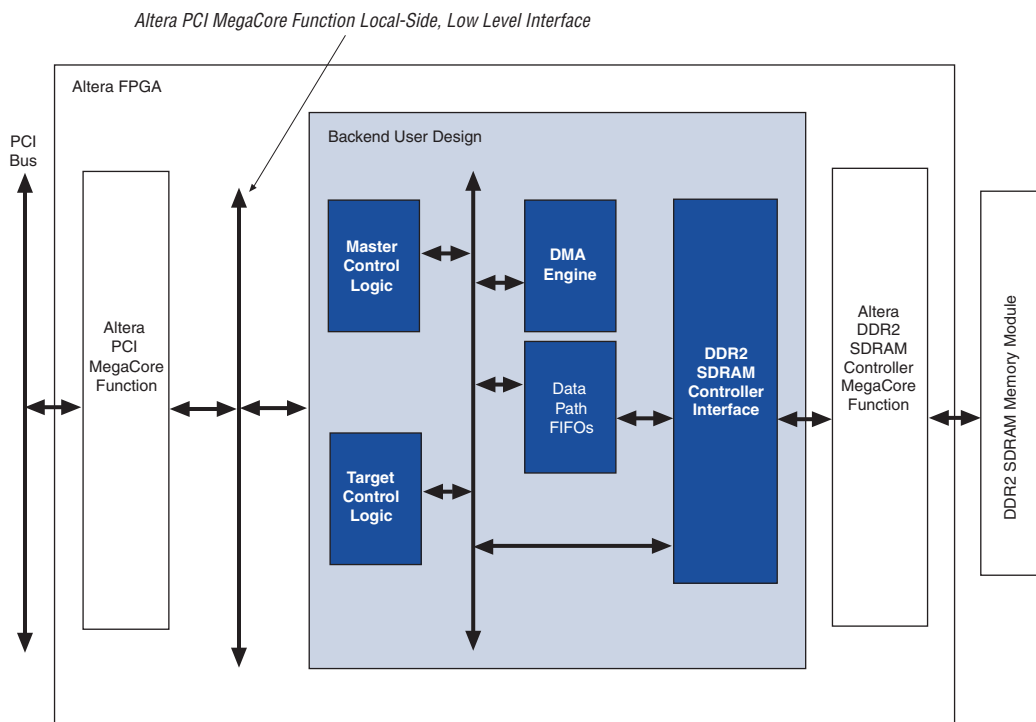 Altera PCI MegaCore Function Local-Side, Low Level Interface
Altera FPGA
PCI
Bus
Backend User Design
Altera
PCI
MegaCore
Function
Master
Control
Logic
Target
Control
Logic
DMA
Engine
Data
Path
FIFOs
DDR2
SDRAM
Controller
Interface
Altera
DDR2
SDRAM
Controller
MegaCore
Function
DDR2 SDRAM Memory Module